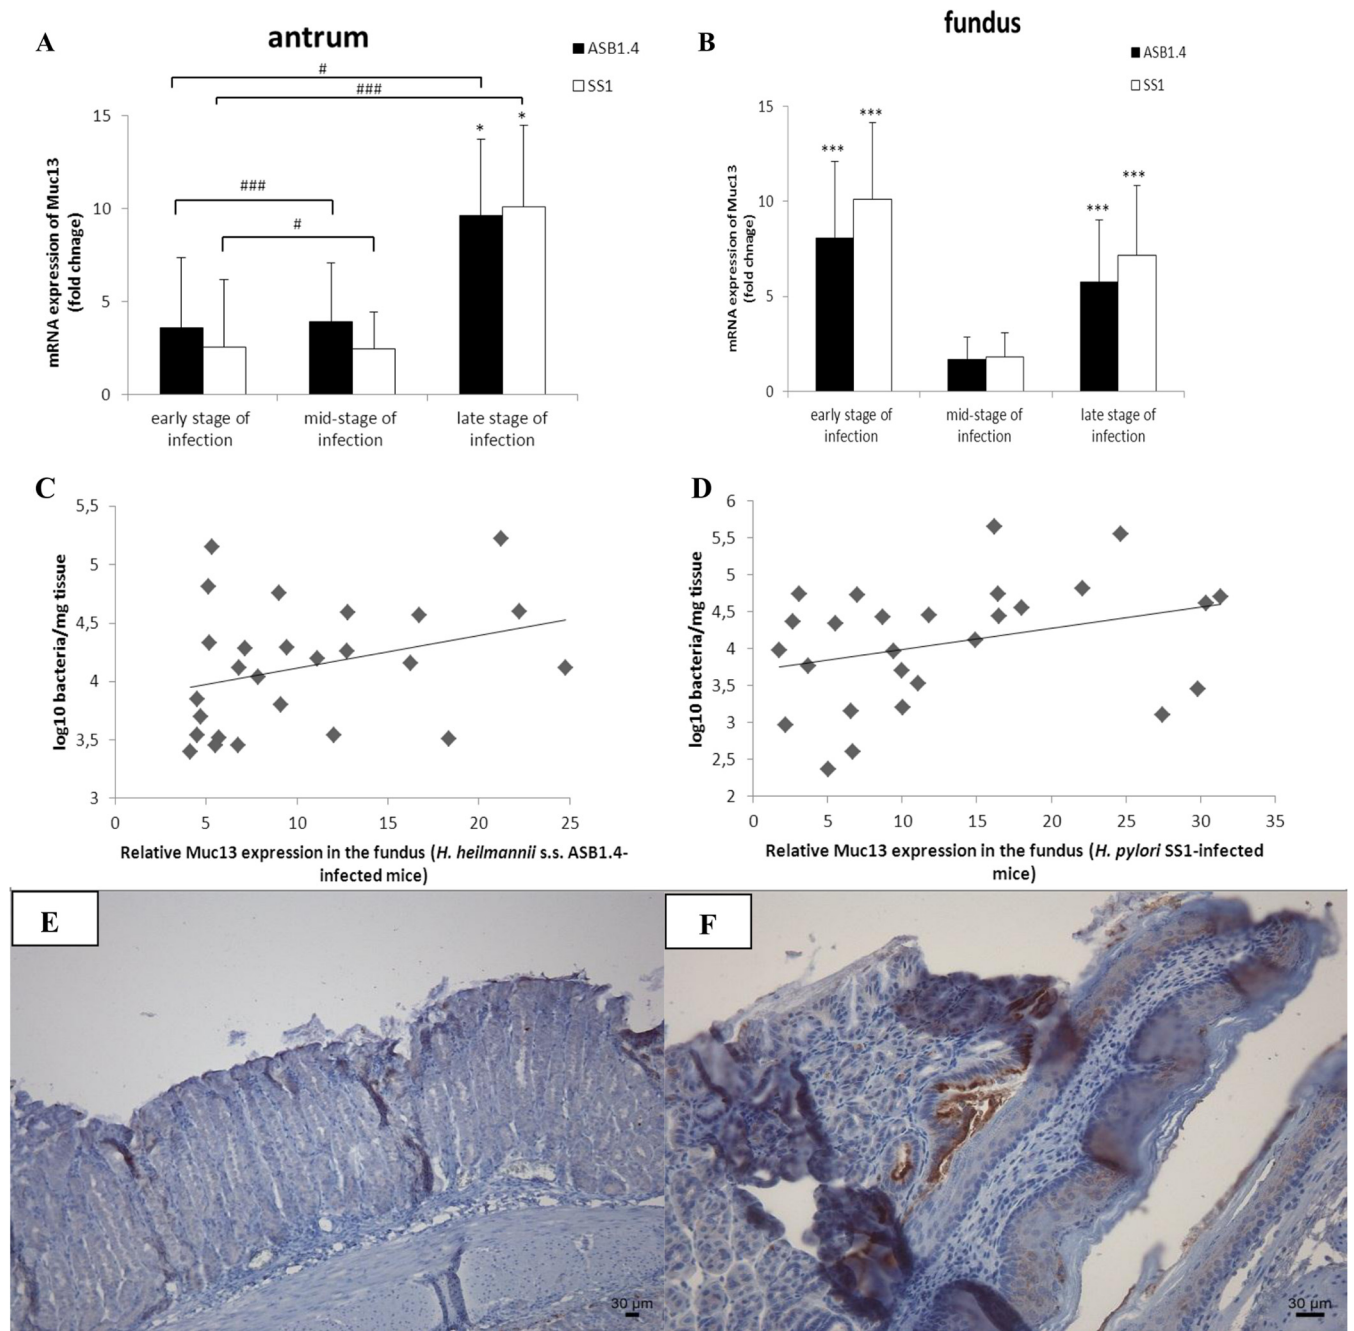 A
antrum
ASB1.4
SS1
#
###
*
*
###
#
mRNA expression of Muc13
(fold chnage)
15
10
5
0
early stage of
infection
mid-stage of
infection
late stage of
infection
B
fundus
ASB1.4
SS1
***
***
***
***
mRNA expression of Muc13
(fold chnage)
15
10
5
0
early stage of
infection
mid-stage of
infection
late stage of
infection
C
log10 bacteria/mg tissue
5,5
5
4,5
4
3,5
3
0 5 10 15 20 25
Relative Muc13 expression in the fundus (H. heilmannii s.s. ASB1.4-
infected mice)
D
log10 bacteria/mg tissue
6
5,5
5
4,5
4
3,5
3
2,5
2
0 5 10 15 20 25 30 35
Relative Muc13 expression in the fundus (H. pylori SS1-infected
mice)
E
30 µm
F
30 µm